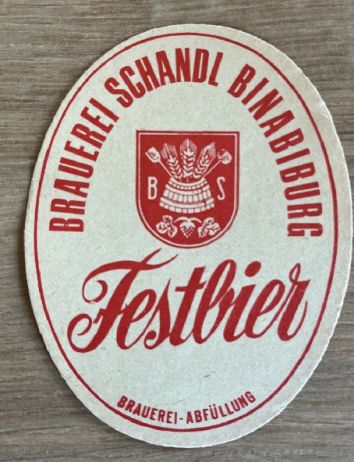 BRAUEREI SCHANDL BINABIBURG
B S
Festbier
BRAUEREI-ABFÜLLUNG